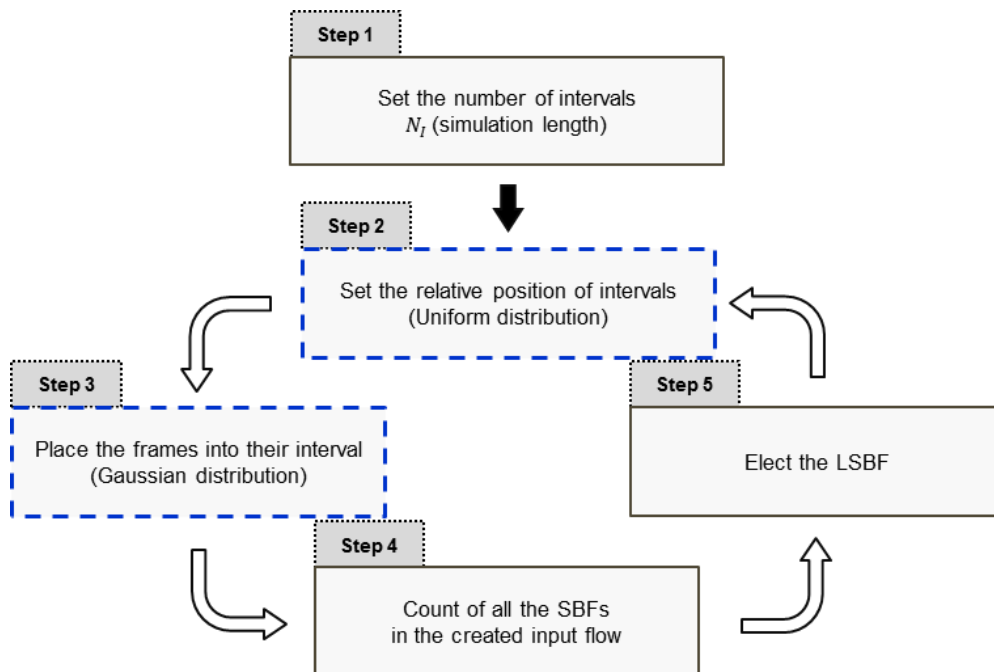 Step 1
Set the number of intervals
N_I (simulation length)
Step 2
Set the relative position of intervals
(Uniform distribution)
Step 3
Place the frames into their interval
(Gaussian distribution)
Step 4
Count of all the SBFs
in the created input flow
Step 5
Elect the LSBF